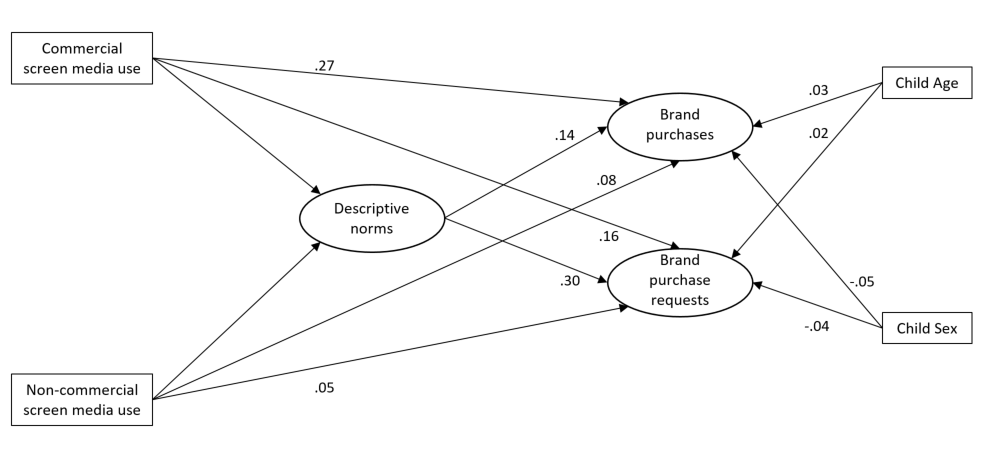 Commercial
screen media use
.27
Child Age
.03
Brand
purchases
.14
.02
.08
Descriptive
norms
.16
Brand
purchase
requests
.30
-.05
-.04
Child Sex
Non-commercial
screen media use
.05